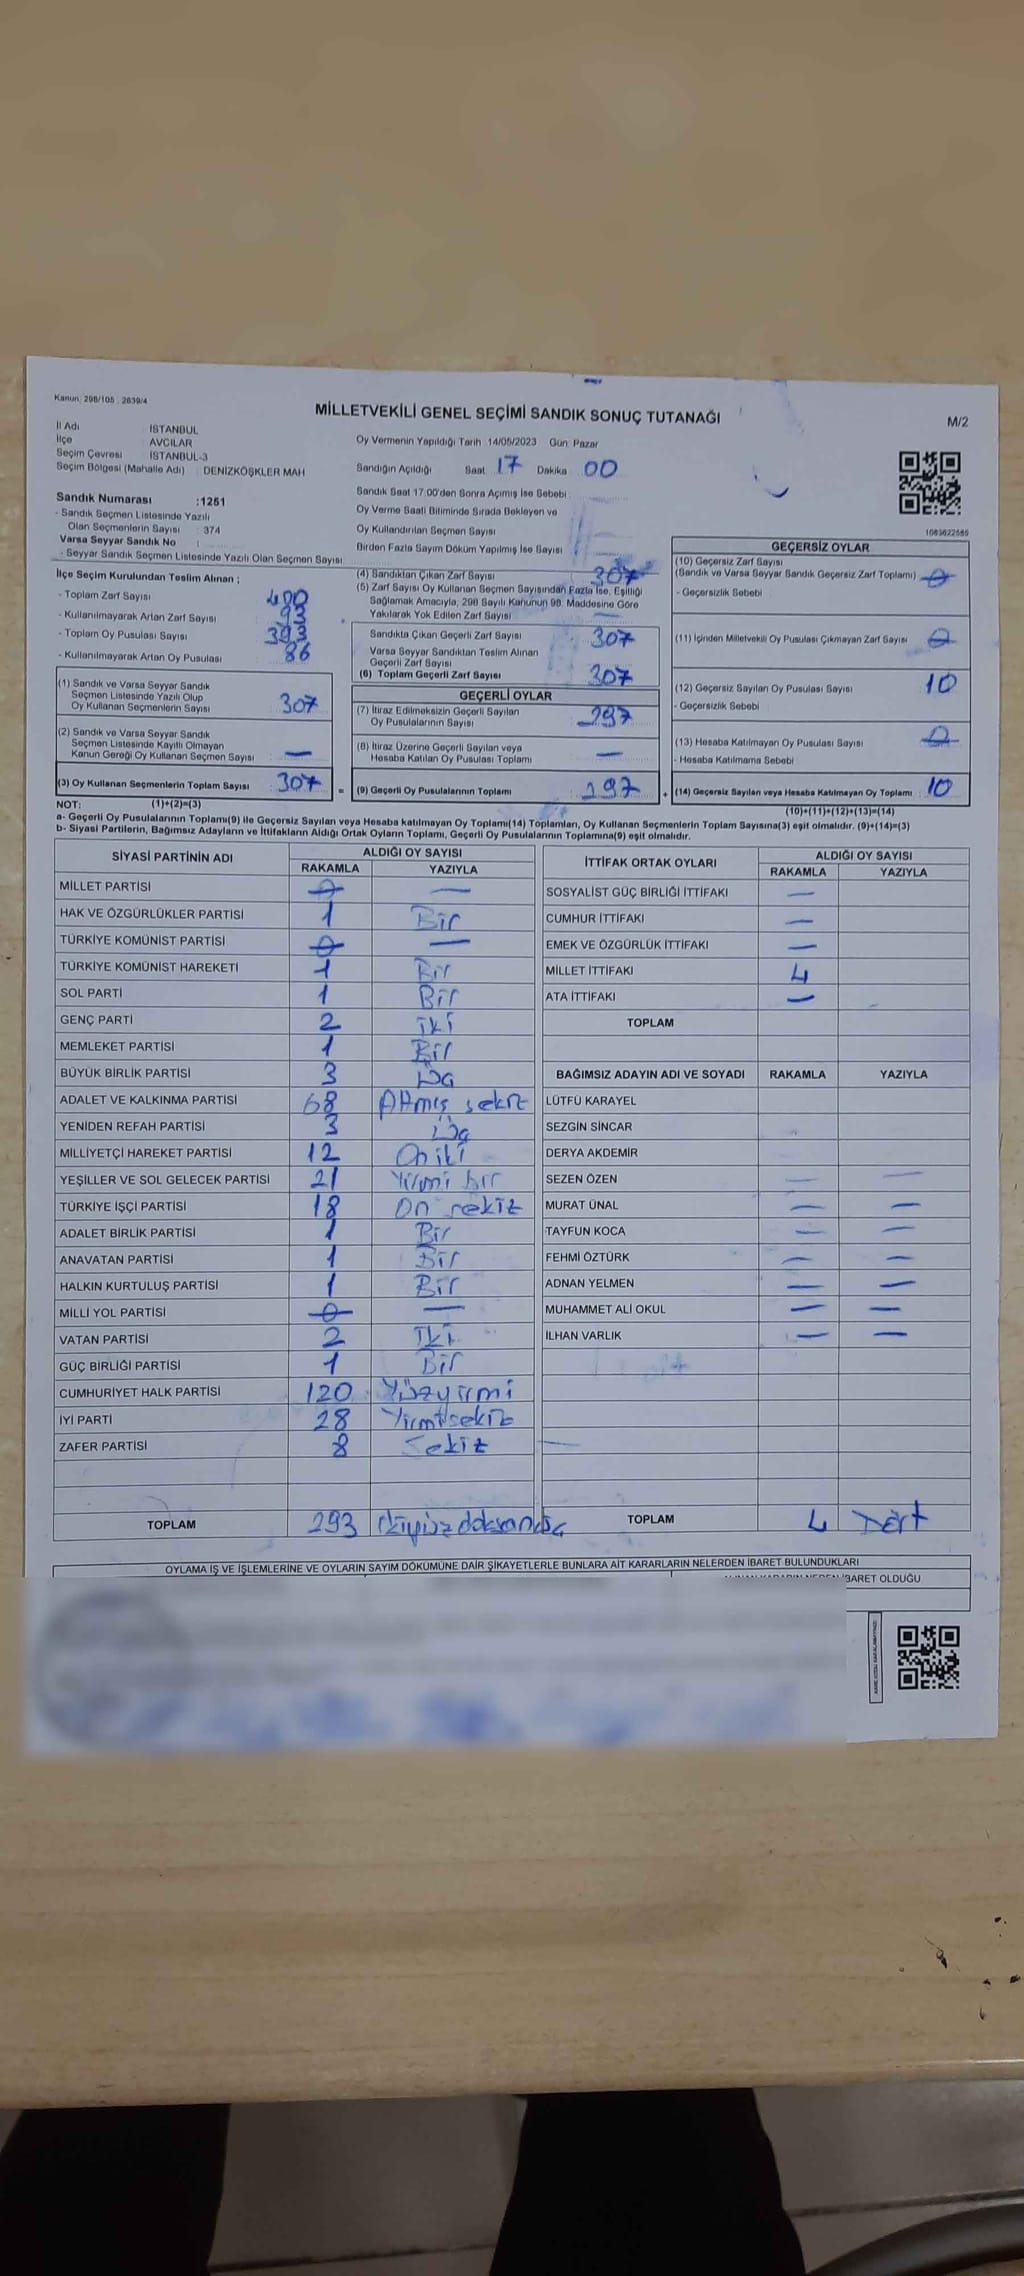 Kanun: 298/105 . 2839/4
MİLLETVEKİLİ GENEL SEÇİMİ SANDIK SONUÇ TUTANAĞI
M/2
İl Adı : İSTANBUL
İlçe : AVCILAR
Seçim Çevresi : İSTANBUL-3
Seçim Bölgesi (Mahalle Adı) : DENİZKÖŞKLER MAH
Oy Vermenin Yapıldığı Tarih :14/05/2023 Gün: Pazar
Sandığın Açıldığı Saat 17 Dakika 00
Sandık Saat 17.00'den Sonra Açılmış İse Sebebi :
Oy Verme Saati Bitiminde Sırada Bekleyen ve
Oy Kullandırılan Seçmen Sayısı
Birden Fazla Sayım Döküm Yapılmış İse Sayısı
Sandık Numarası :1251
- Sandık Seçmen Listesinde Yazılı
Olan Seçmenlerin Sayısı : 374
Varsa Seyyar Sandık No :
- Seyyar Sandık Seçmen Listesinde Yazılı Olan Seçmen Sayısı:
İlçe Seçim Kurulundan Teslim Alınan ;
- Toplam Zarf Sayısı : 400
- Kullanılmayarak Artan Zarf Sayısı : 93
- Toplam Oy Pusulası Sayısı : 393
- Kullanılmayarak Artan Oy Pusulası : 86
(1) Sandık ve Varsa Seyyar Sandık
Seçmen Listesinde Yazılı Olup
Oy Kullanan Seçmenlerin Sayısı : 307
(2) Sandık ve Varsa Seyyar Sandık
Seçmen Listesinde Kayıtlı Olmayan
Kanun Gereği Oy Kullanan Seçmen Sayısı : —
(3) Oy Kullanan Seçmenlerin Toplam Sayısı : 307 =
(4) Sandıktan Çıkan Zarf Sayısı : 307
(5) Zarf Sayısı Oy Kullanan Seçmen Sayısından Fazla İse, Eşitliği
Sağlamak Amacıyla, 298 Sayılı Kanunun 98. Maddesine Göre
Yakılarak Yok Edilen Zarf Sayısı : —
Sandıkta Çıkan Geçerli Zarf Sayısı : 307
Varsa Seyyar Sandıktan Teslim Alınan
Geçerli Zarf Sayısı
(6) Toplam Geçerli Zarf Sayısı : 307
GEÇERLİ OYLAR
(7) İtiraz Edilmeksizin Geçerli Sayılan
Oy Pusulalarının Sayısı : 297
(8) İtiraz Üzerine Geçerli Sayılan veya
Hesaba Katılan Oy Pusulası Toplamı : —
(9) Geçerli Oy Pusulalarının Toplamı : 297 +
1083622585
GEÇERSİZ OYLAR
(10) Geçersiz Zarf Sayısı
(Sandık ve Varsa Seyyar Sandık Geçersiz Zarf Toplamı) : 0
- Geçersizlik Sebebi :
(11) İçinden Milletvekili Oy Pusulası Çıkmayan Zarf Sayısı : 0
(12) Geçersiz Sayılan Oy Pusulası Sayısı : 10
- Geçersizlik Sebebi :
(13) Hesaba Katılmayan Oy Pusulası Sayısı : 0
- Hesaba Katılmama Sebebi :
(14) Geçersiz Sayılan veya Hesaba Katılmayan Oy Toplamı : 10
NOT: (1)+(2)=(3)
(10)+(11)+(12)+(13)=(14)
a- Geçerli Oy Pusulalarının Toplamı(9) ile Geçersiz Sayılan veya Hesaba katılmayan Oy Toplamı(14) Toplamları, Oy Kullanan Seçmenlerin Toplam Sayısına(3) eşit olmalıdır. (9)+(14)=(3)
b- Siyasi Partilerin, Bağımsız Adayların ve İttifakların Aldığı Ortak Oyların Toplamı, Geçerli Oy Pusulalarının Toplamına(9) eşit olmalıdır.
SİYASİ PARTİNİN ADI ALDIĞI OY SAYISI
RAKAMLA YAZIYLA
MİLLET PARTİSİ 0 —
HAK VE ÖZGÜRLÜKLER PARTİSİ 1 Bir
TÜRKİYE KOMÜNİST PARTİSİ 0 —
TÜRKİYE KOMÜNİST HAREKETİ 1 Bir
SOL PARTİ 1 Bir
GENÇ PARTİ 2 iki
MEMLEKET PARTİSİ 1 Bir
BÜYÜK BİRLİK PARTİSİ 3 Üç
ADALET VE KALKINMA PARTİSİ 68 Altmış sekiz
YENİDEN REFAH PARTİSİ 3 Üç
MİLLİYETÇİ HAREKET PARTİSİ 12 On iki
YEŞİLLER VE SOL GELECEK PARTİSİ 21 Yirmi bir
TÜRKİYE İŞÇİ PARTİSİ 18 On sekiz
ADALET BİRLİK PARTİSİ 1 Bir
ANAVATAN PARTİSİ 1 Bir
HALKIN KURTULUŞ PARTİSİ 1 Bir
MİLLİ YOL PARTİSİ 0 —
VATAN PARTİSİ 2 İki
GÜÇ BİRLİĞİ PARTİSİ 1 Bir
CUMHURİYET HALK PARTİSİ 120 Yüzyirmi
İYİ PARTİ 28 Yirmisekiz
ZAFER PARTİSİ 8 Sekiz
TOPLAM 293 ikiyüzdoksanüç
İTTİFAK ORTAK OYLARI ALDIĞI OY SAYISI
RAKAMLA YAZIYLA
SOSYALİST GÜÇ BİRLİĞİ İTTİFAKI —
CUMHUR İTTİFAKI —
EMEK VE ÖZGÜRLÜK İTTİFAKI —
MİLLET İTTİFAKI 4
ATA İTTİFAKI —
TOPLAM
BAĞIMSIZ ADAYIN ADI VE SOYADI RAKAMLA YAZIYLA
LÜTFÜ KARAYEL
SEZGİN SİNCAR
DERYA AKDEMİR
SEZEN ÖZEN — —
MURAT ÜNAL — —
TAYFUN KOCA — —
FEHMİ ÖZTÜRK — —
ADNAN YELMEN — —
MUHAMMET ALİ OKUL — —
İLHAN VARLIK — —
TOPLAM 4 Dört
OYLAMA İŞ VE İŞLEMLERİNE VE OYLARIN SAYIM DÖKÜMÜNE DAİR ŞİKAYETLERLE BUNLARA AİT KARARLARIN NELERDEN İBARET BULUNDUKLARI
İBARET OLDUĞU